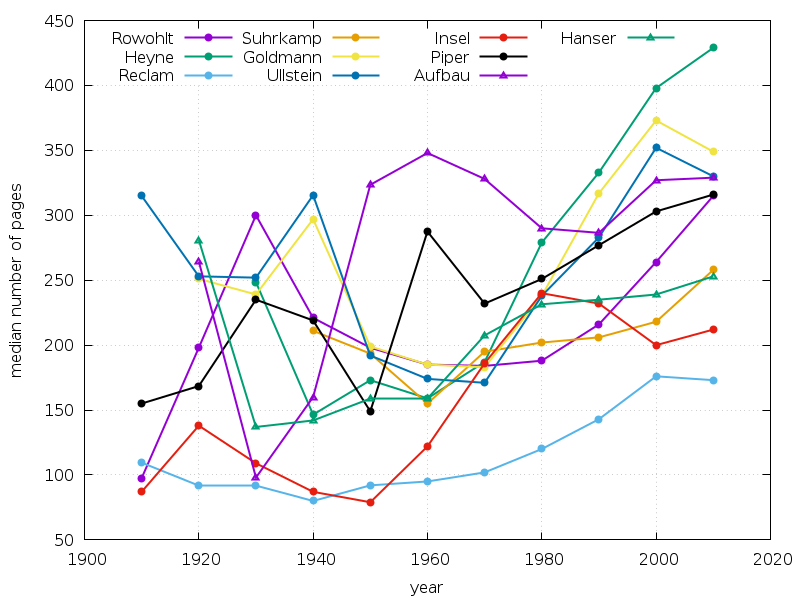 450
400
350
300
250
200
150
100
50
1900 1920 1940 1960 1980 2000 2020
median number of pages
year
Rowohlt Suhrkamp Insel Hanser
Heyne Goldmann Piper
Reclam Ullstein Aufbau